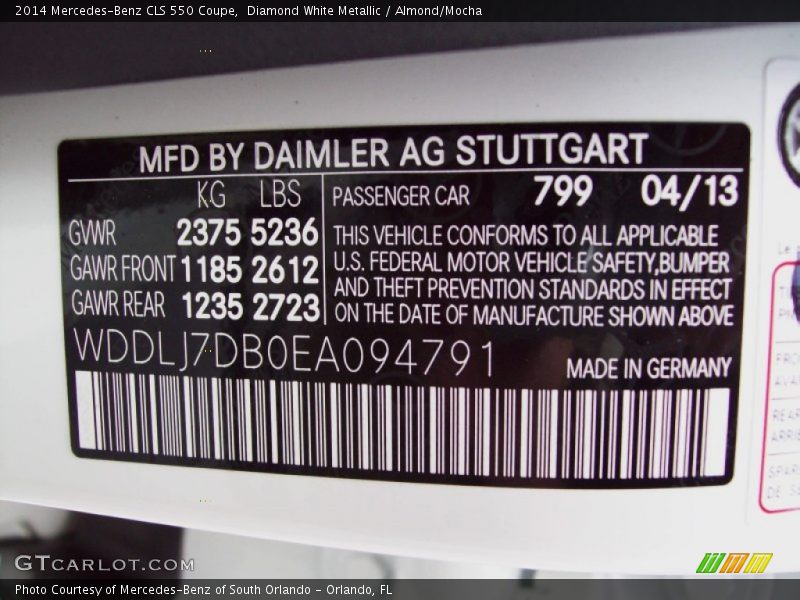 2014 Mercedes-Benz CLS 550 Coupe,  Diamond White Metallic / Almond/Mocha
MFD BY DAIMLER AG STUTTGART
KG LBS
GVWR 2375 5236
GAWR FRONT 1185 2612
GAWR REAR 1235 2723
PASSENGER CAR 799 04/13
THIS VEHICLE CONFORMS TO ALL APPLICABLE
U.S. FEDERAL MOTOR VEHICLE SAFETY,BUMPER
AND THEFT PREVENTION STANDARDS IN EFFECT
ON THE DATE OF MANUFACTURE SHOWN ABOVE
WDDLJ7DB0EA094791
MADE IN GERMANY
GTCARLOT.COM
Photo Courtesy of Mercedes-Benz of South Orlando - Orlando, FL